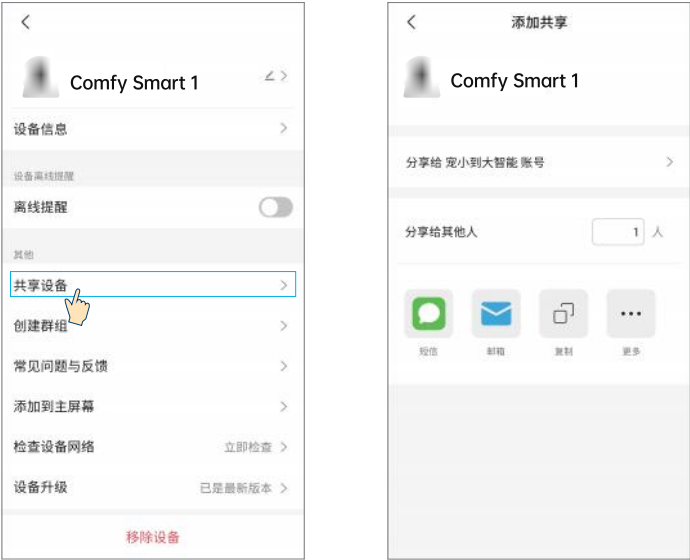 Comfy Smart 1
设备信息
设备离线提醒
离线提醒
其他
共享设备
创建群组
常见问题与反馈
添加到主屏幕
检查设备网络 立即检查
设备升级 已是最新版本
移除设备
添加共享
Comfy Smart 1
分享给 宠小到大智能 账号
分享给其他人 1 人
短信 邮箱 复制 更多